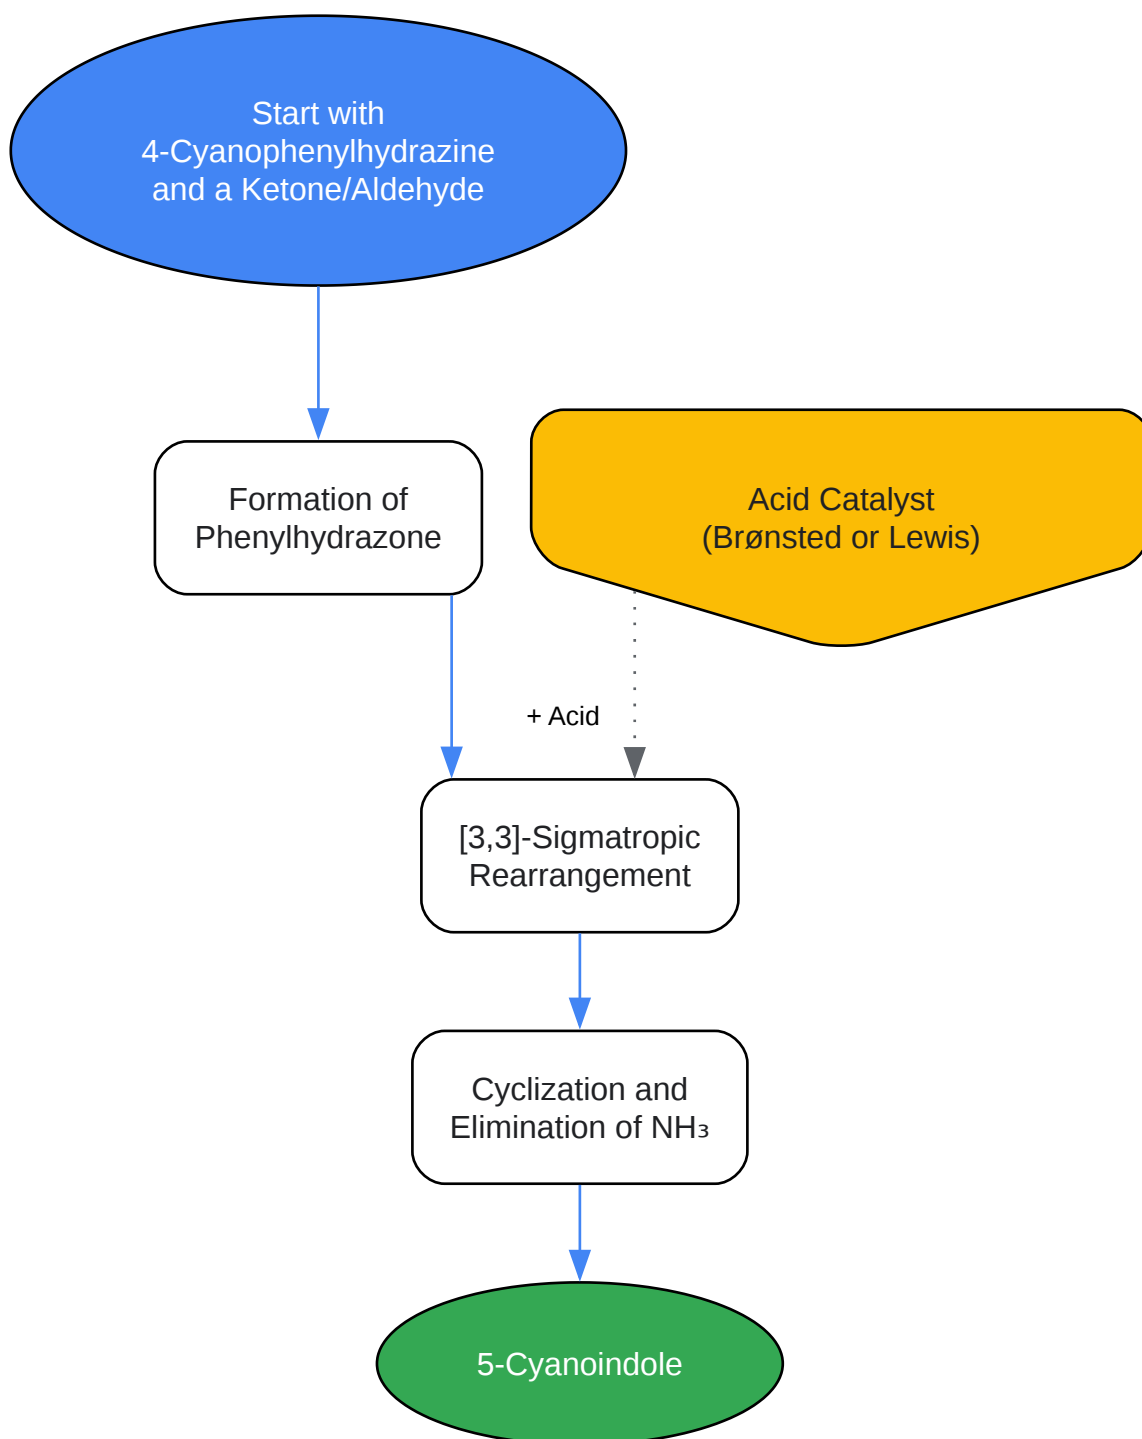 Start with
4-Cyanophenylhydrazine
and a Ketone/Aldehyde
Formation of
Phenylhydrazone
Acid Catalyst
(Brønsted or Lewis)
+ Acid
[3,3]-Sigmatropic
Rearrangement
Cyclization and
Elimination of NH₃
5-Cyanoindole